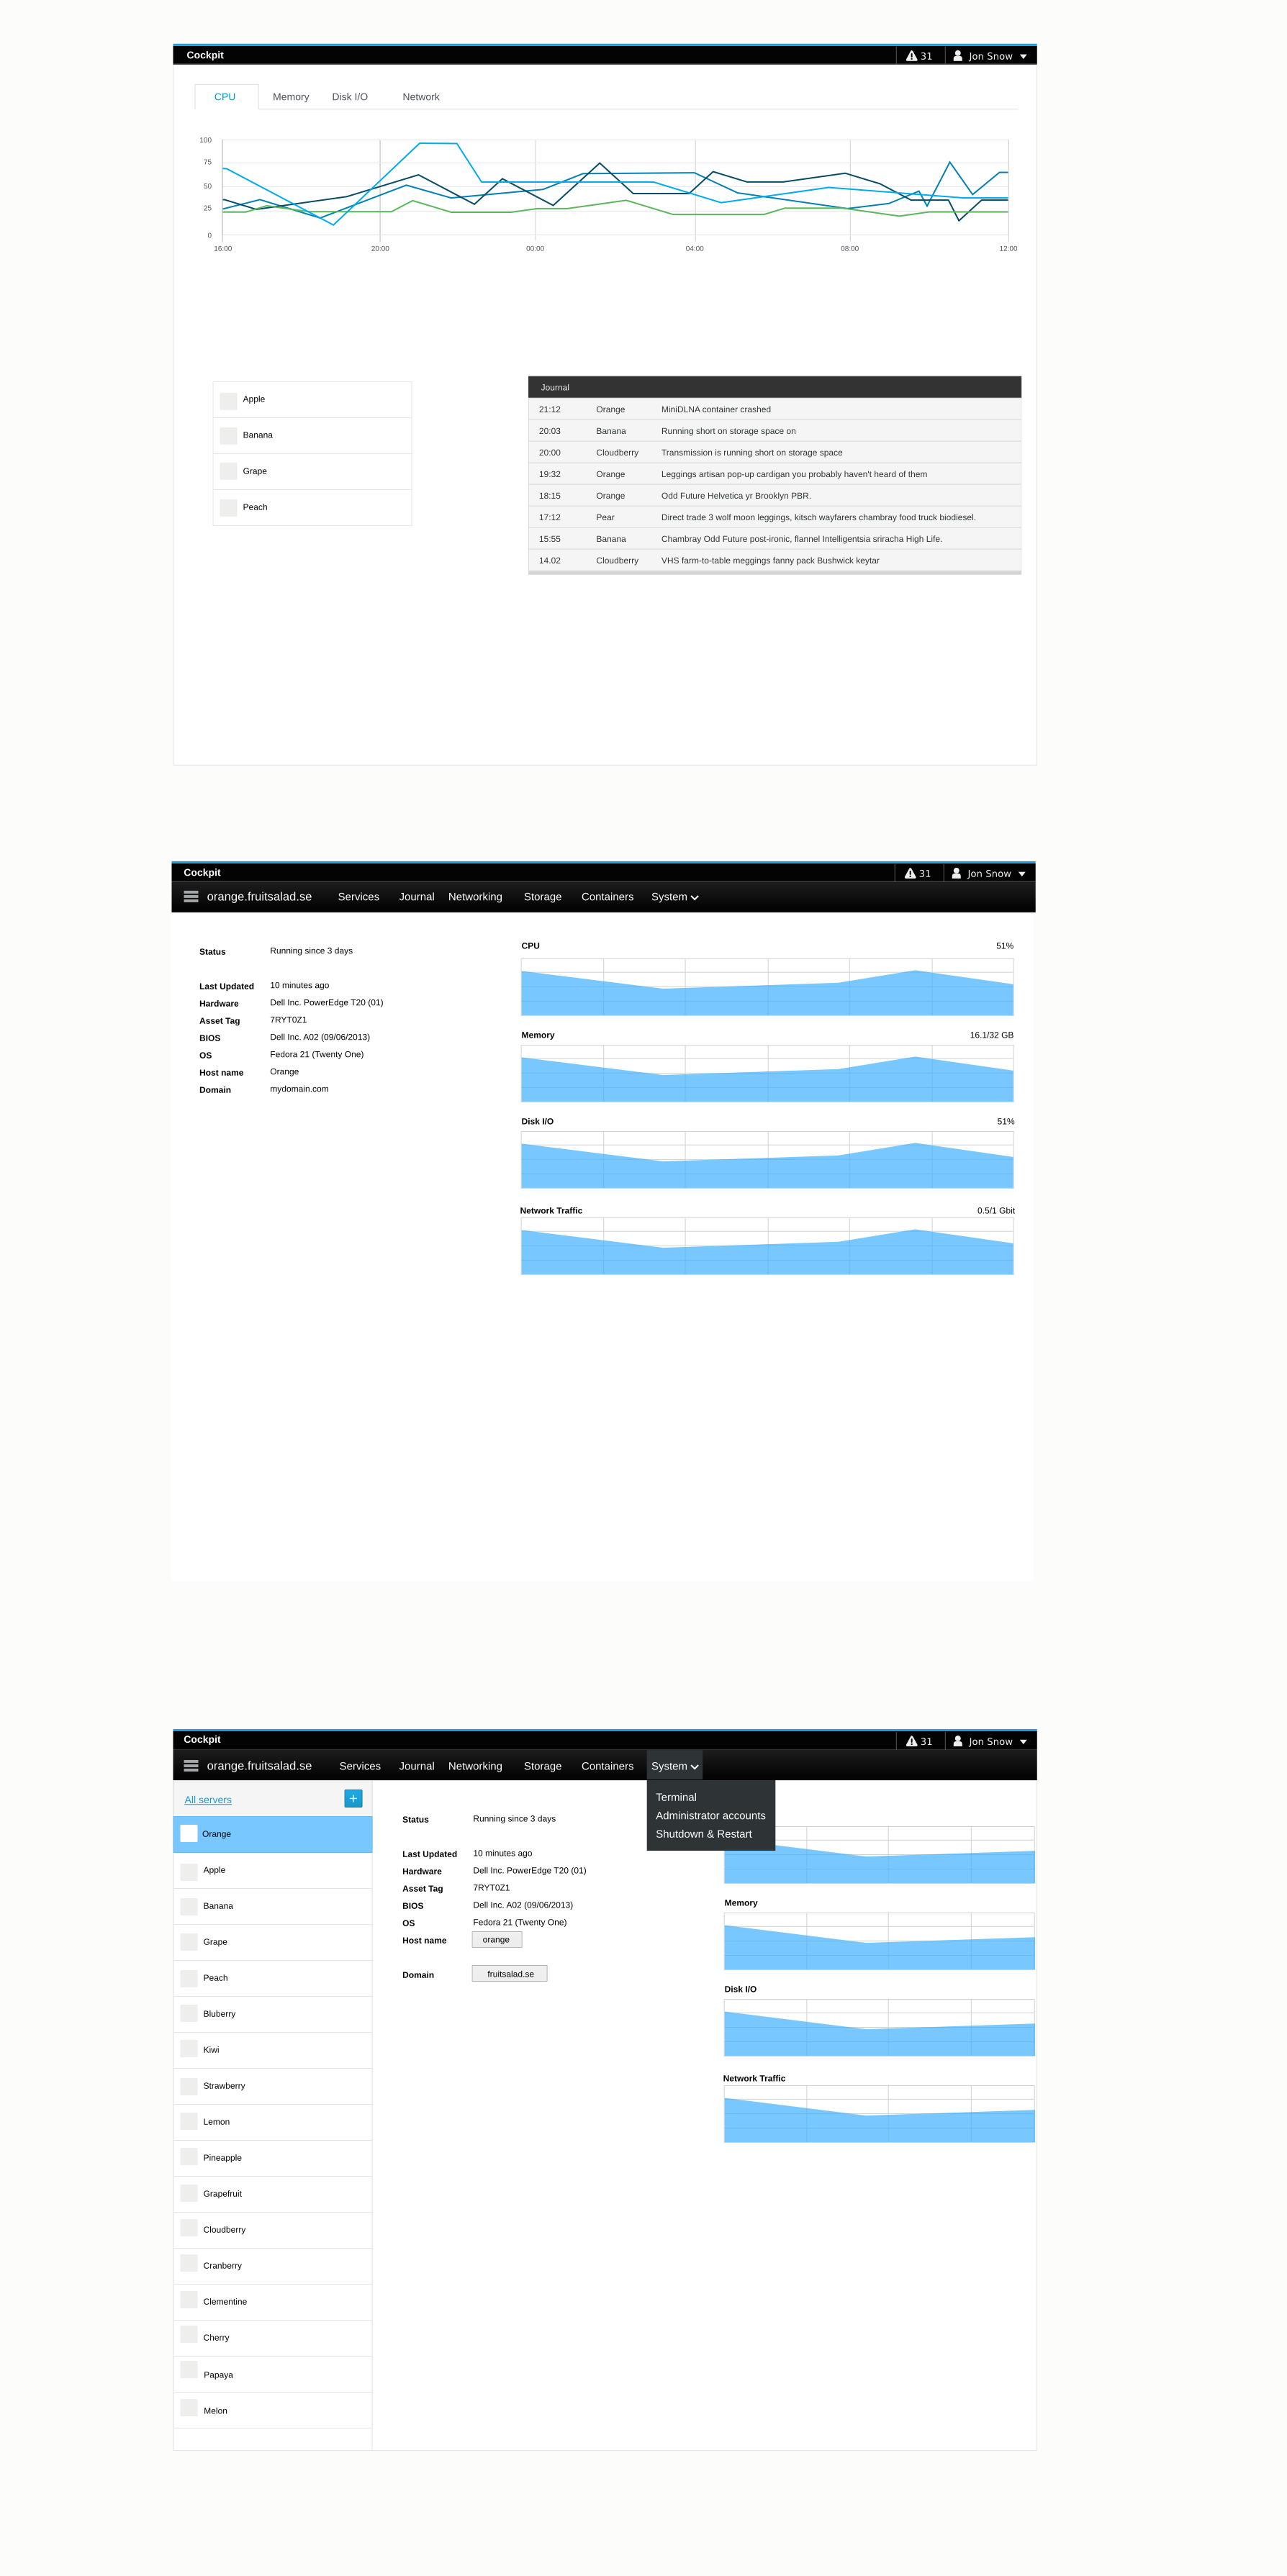 Cockpit 31 Jon Snow
CPU Memory Disk I/O Network
100
75
50
25
0
16:00 20:00 00:00 04:00 08:00 12:00
Apple
Banana
Grape
Peach
Journal
21:12 Orange MiniDLNA container crashed
20:03 Banana Running short on storage space on
20:00 Cloudberry Transmission is running short on storage space
19:32 Orange Leggings artisan pop-up cardigan you probably haven't heard of them
18:15 Orange Odd Future Helvetica yr Brooklyn PBR.
17:12 Pear Direct trade 3 wolf moon leggings, kitsch wayfarers chambray food truck biodiesel.
15:55 Banana Chambray Odd Future post-ironic, flannel Intelligentsia sriracha High Life.
14.02 Cloudberry VHS farm-to-table meggings fanny pack Bushwick keytar
Cockpit 31 Jon Snow
orange.fruitsalad.se Services Journal Networking Storage Containers System
Status Running since 3 days
Last Updated 10 minutes ago
Hardware Dell Inc. PowerEdge T20 (01)
Asset Tag 7RYT0Z1
BIOS Dell Inc. A02 (09/06/2013)
OS Fedora 21 (Twenty One)
Host name Orange
Domain mydomain.com
CPU 51%
Memory 16.1/32 GB
Disk I/O 51%
Network Traffic 0.5/1 Gbit
Cockpit 31 Jon Snow
orange.fruitsalad.se Services Journal Networking Storage Containers System
Terminal
Administrator accounts
Shutdown & Restart
All servers +
Orange
Apple
Banana
Grape
Peach
Bluberry
Kiwi
Strawberry
Lemon
Pineapple
Grapefruit
Cloudberry
Cranberry
Clementine
Cherry
Papaya
Melon
Status Running since 3 days
Last Updated 10 minutes ago
Hardware Dell Inc. PowerEdge T20 (01)
Asset Tag 7RYT0Z1
BIOS Dell Inc. A02 (09/06/2013)
OS Fedora 21 (Twenty One)
Host name orange
Domain fruitsalad.se
Memory
Disk I/O
Network Traffic